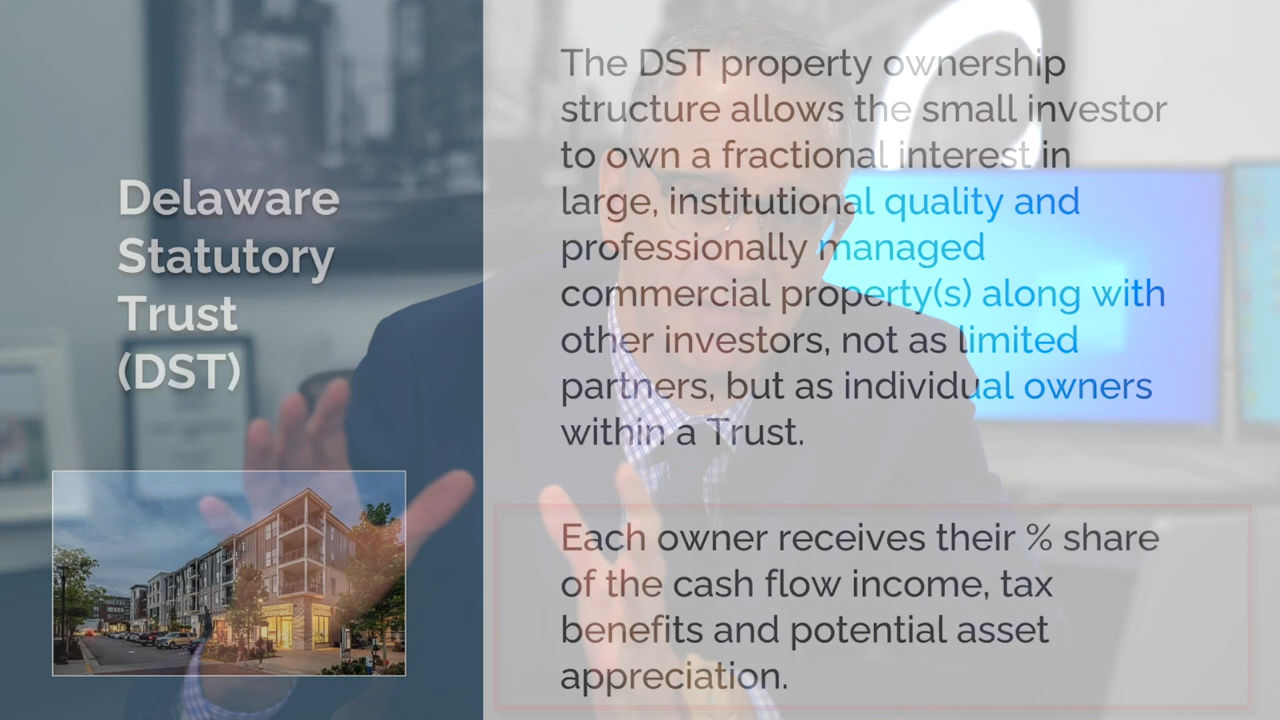 Delaware
Statutory
Trust
(DST)
The DST property ownership
structure allows the small investor
to own a fractional interest in
large, institutional quality and
professionally managed
commercial property(s) along with
other investors, not as limited
partners, but as individual owners
within a Trust.
Each owner receives their % share
of the cash flow income, tax
benefits and potential asset
appreciation.